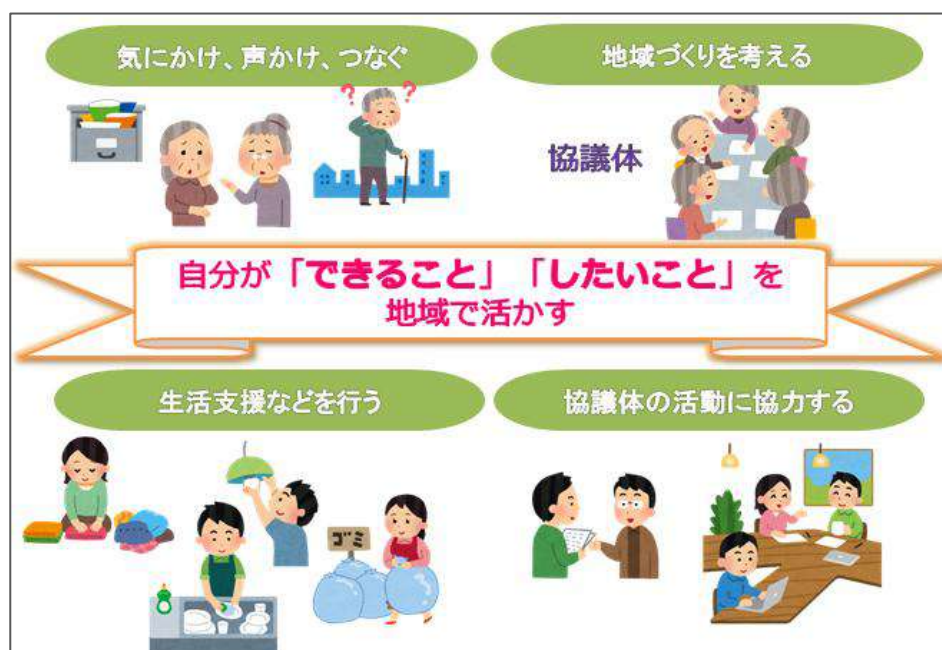 気にかけ、声かけ、つなぐ
地域づくりを考える
協議体
自分が「できること」「したいこと」を
地域で活かす
生活支援などを行う
協議体の活動に協力する
ゴミ